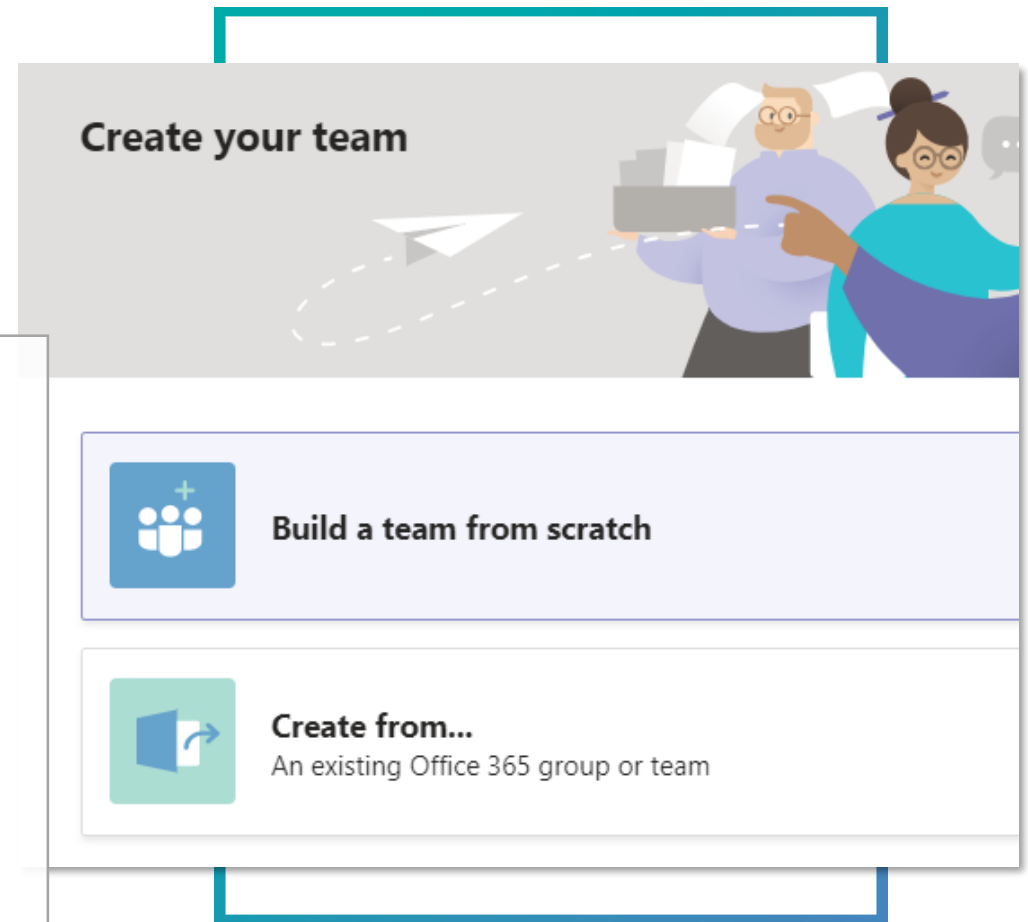 Create your team
Build a team from scratch
Create from...
An existing Office 365 group or team